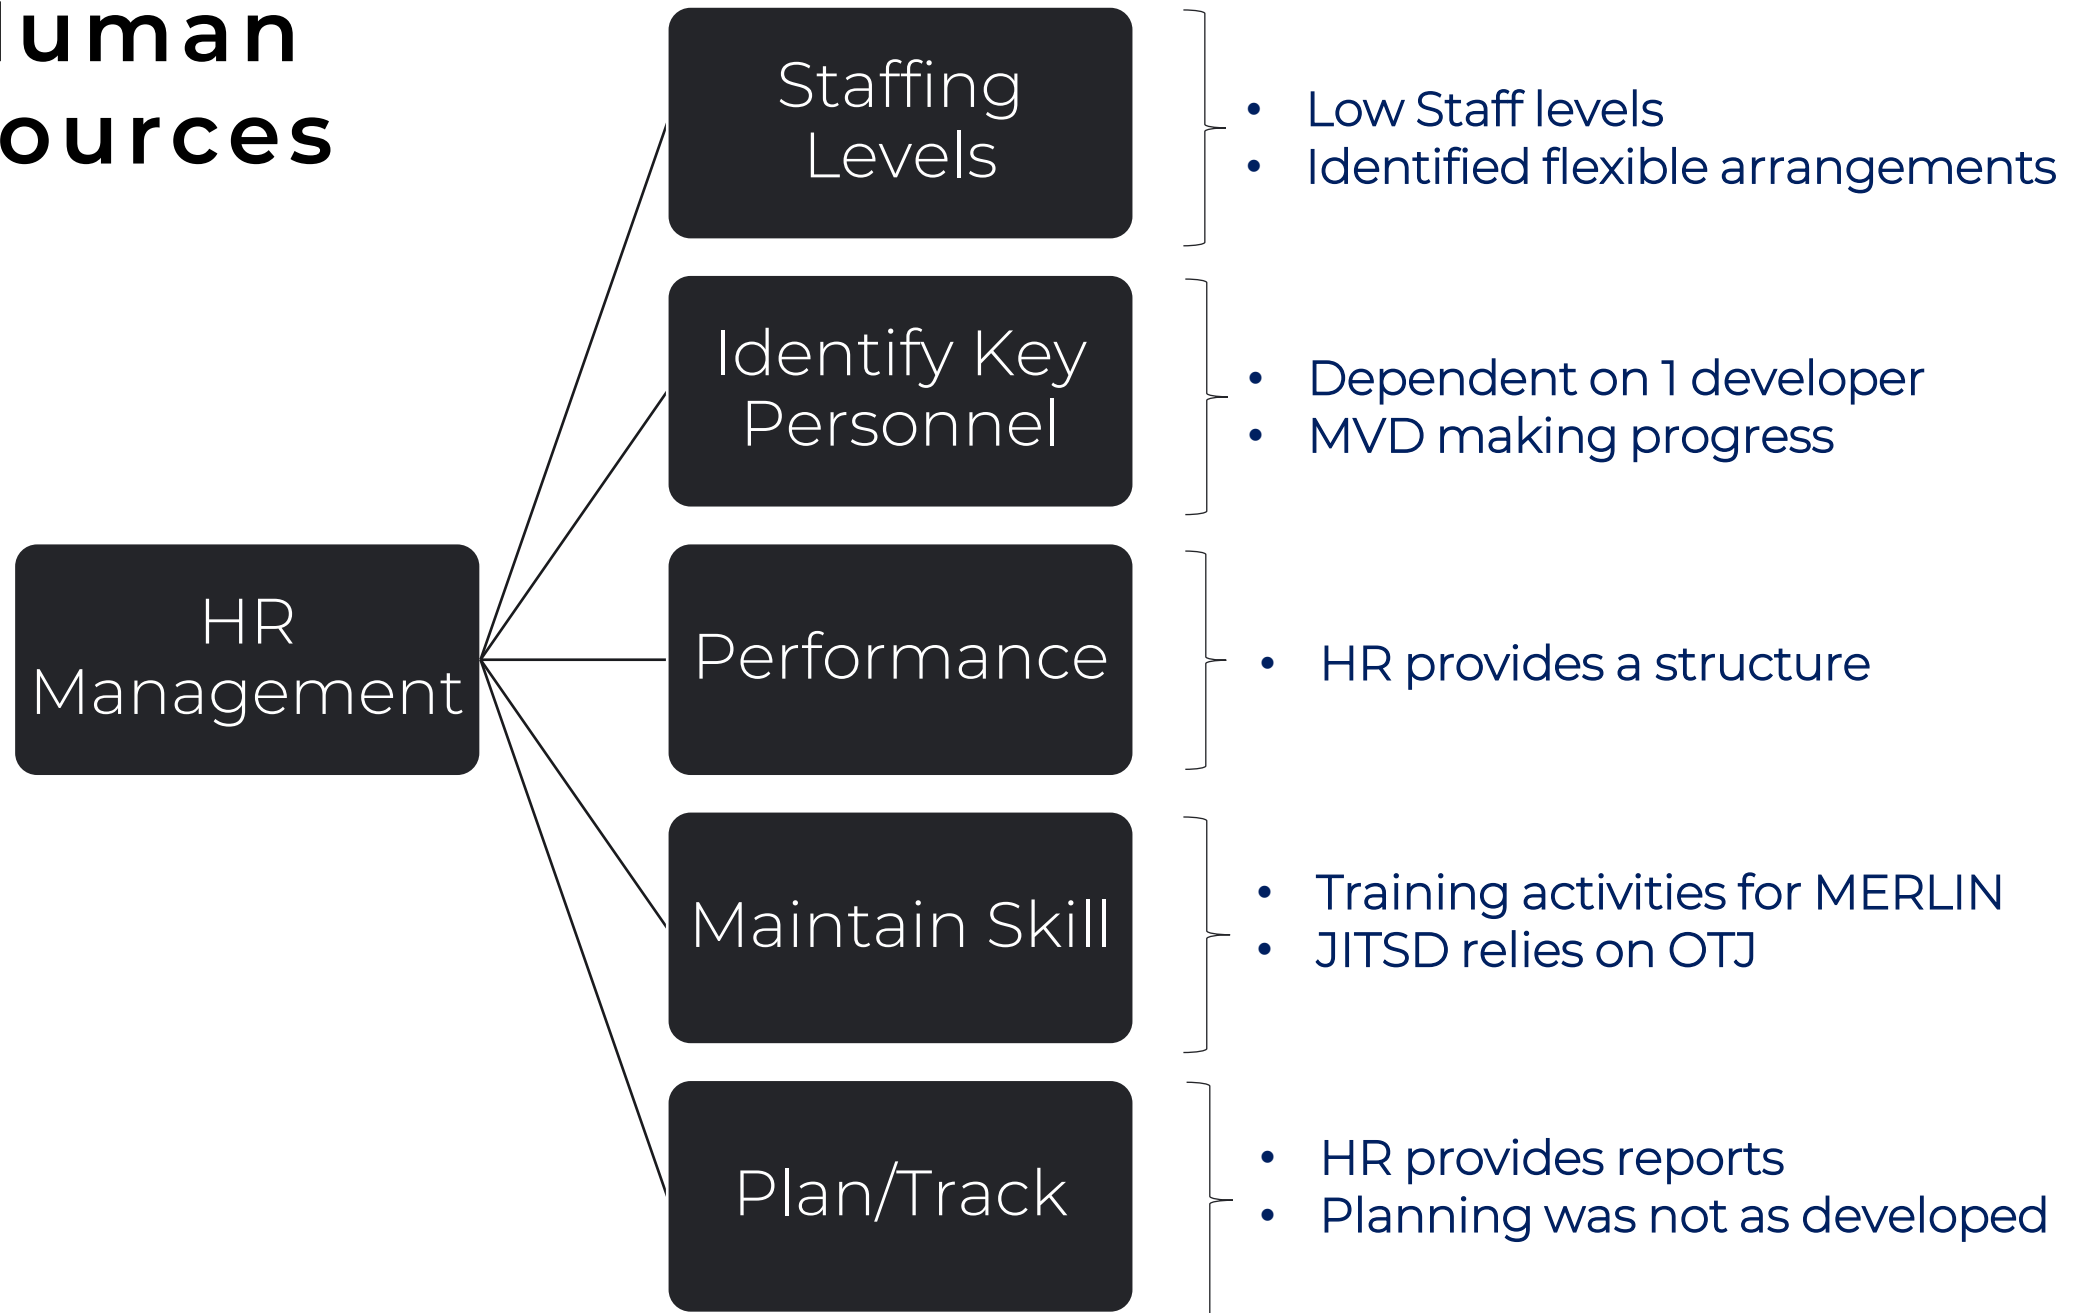 uman
ources
Staffing
Levels
• Low Staff levels
• Identified flexible arrangements
Identify Key
Personnel
• Dependent on 1 developer
• MVD making progress
HR
Management
Performance
• HR provides a structure
Maintain Skill
• Training activities for MERLIN
• JITSD relies on OTJ
Plan/Track
• HR provides reports
• Planning was not as developed